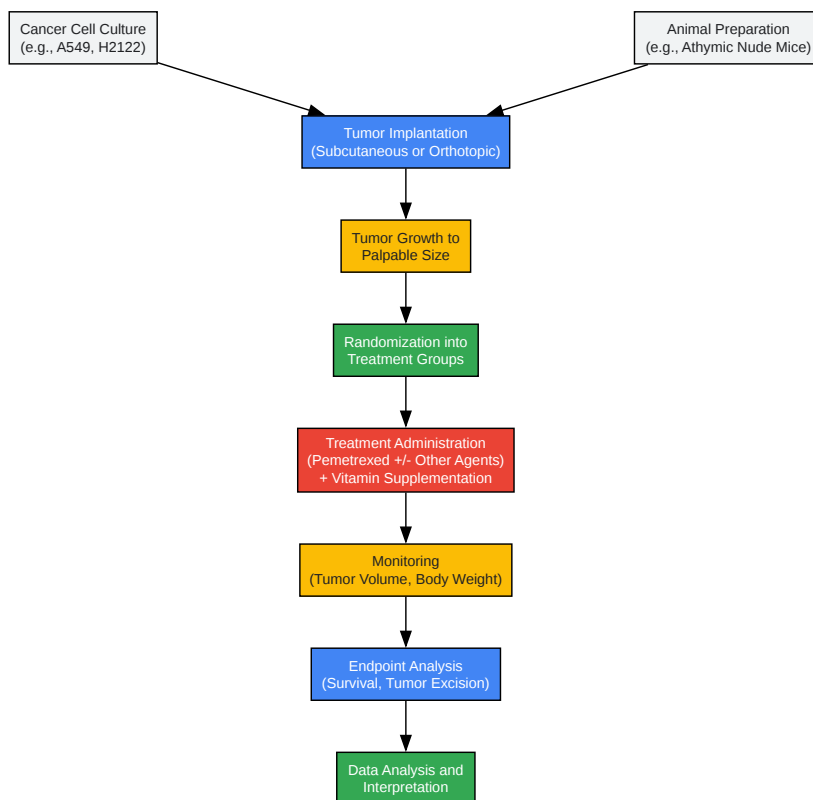 Cancer Cell Culture
(e.g., A549, H2122)
Animal Preparation
(e.g., Athymic Nude Mice)
Tumor Implantation
(Subcutaneous or Orthotopic)
Tumor Growth to
Palpable Size
Randomization into
Treatment Groups
Treatment Administration
(Pemetrexed +/- Other Agents)
+ Vitamin Supplementation
Monitoring
(Tumor Volume, Body Weight)
Endpoint Analysis
(Survival, Tumor Excision)
Data Analysis and
Interpretation